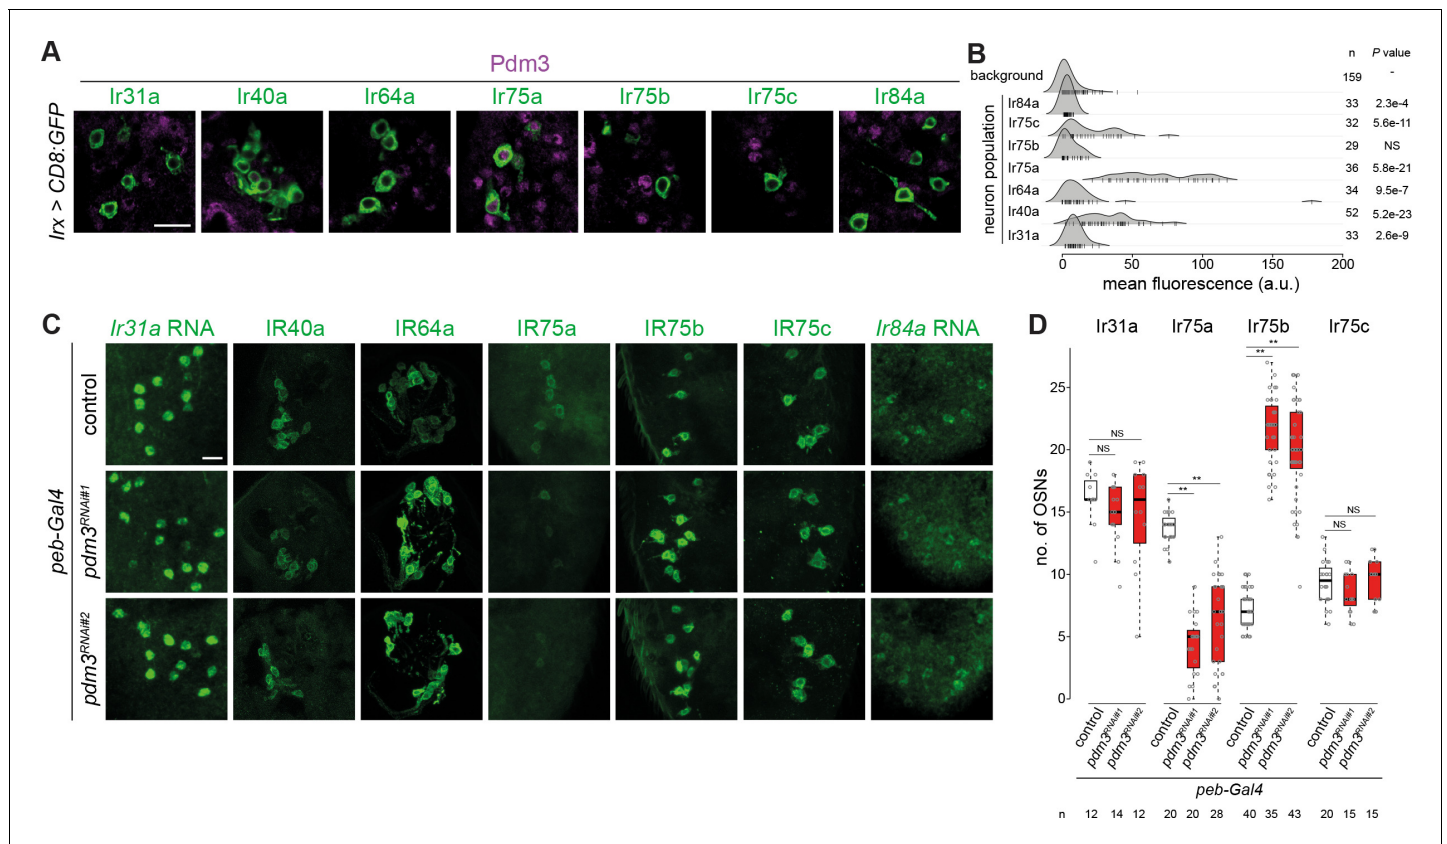 A
Pdm3
Ir31a Ir40a Ir64a Ir75a Ir75b Ir75c Ir84a
Irx > CD8:GFP
B
n P value
background 159 -
neuron population
Ir84a 33 2.3e-4
Ir75c 32 5.6e-11
Ir75b 29 NS
Ir75a 36 5.8e-21
Ir64a 34 9.5e-7
Ir40a 52 5.2e-23
Ir31a 33 2.6e-9
0 50 100 150 200
mean fluorescence (a.u.)
C
Ir31a RNA IR40a IR64a IR75a IR75b IR75c Ir84a RNA
peb-Gal4
control
pdm3RNAi#1
pdm3RNAi#2
D
Ir31a Ir75a Ir75b Ir75c
no. of OSNs
25
20
15
10
5
0
NS NS ** ** ** ** NS NS
control pdm3RNAi#1 pdm3RNAi#2 control pdm3RNAi#1 pdm3RNAi#2 control pdm3RNAi#1 pdm3RNAi#2 control pdm3RNAi#1 pdm3RNAi#2
peb-Gal4
n 12 14 12 20 20 28 40 35 43 20 15 15